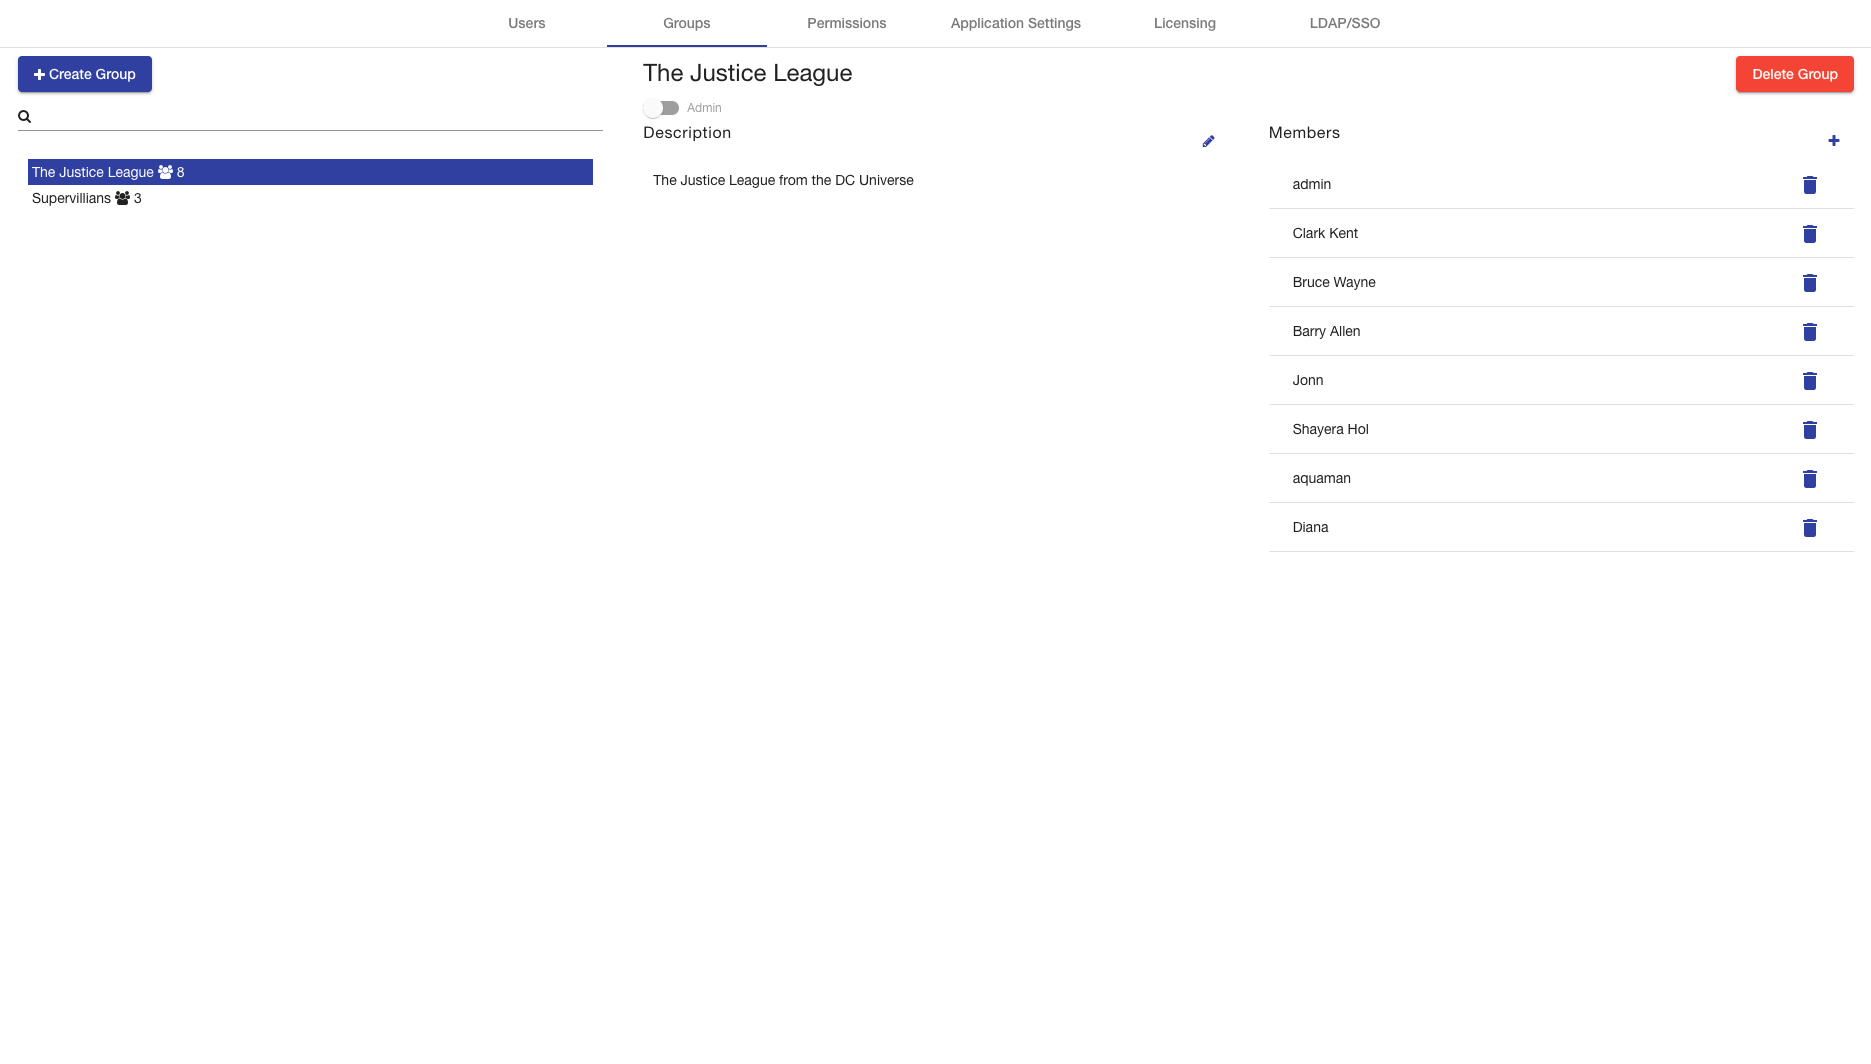 Users Groups Permissions Application Settings Licensing LDAP/SSO
Create Group
The Justice League 8
Supervillians 3
The Justice League
Delete Group
Admin
Description
The Justice League from the DC Universe
Members
admin
Clark Kent
Bruce Wayne
Barry Allen
Jonn
Shayera Hol
aquaman
Diana